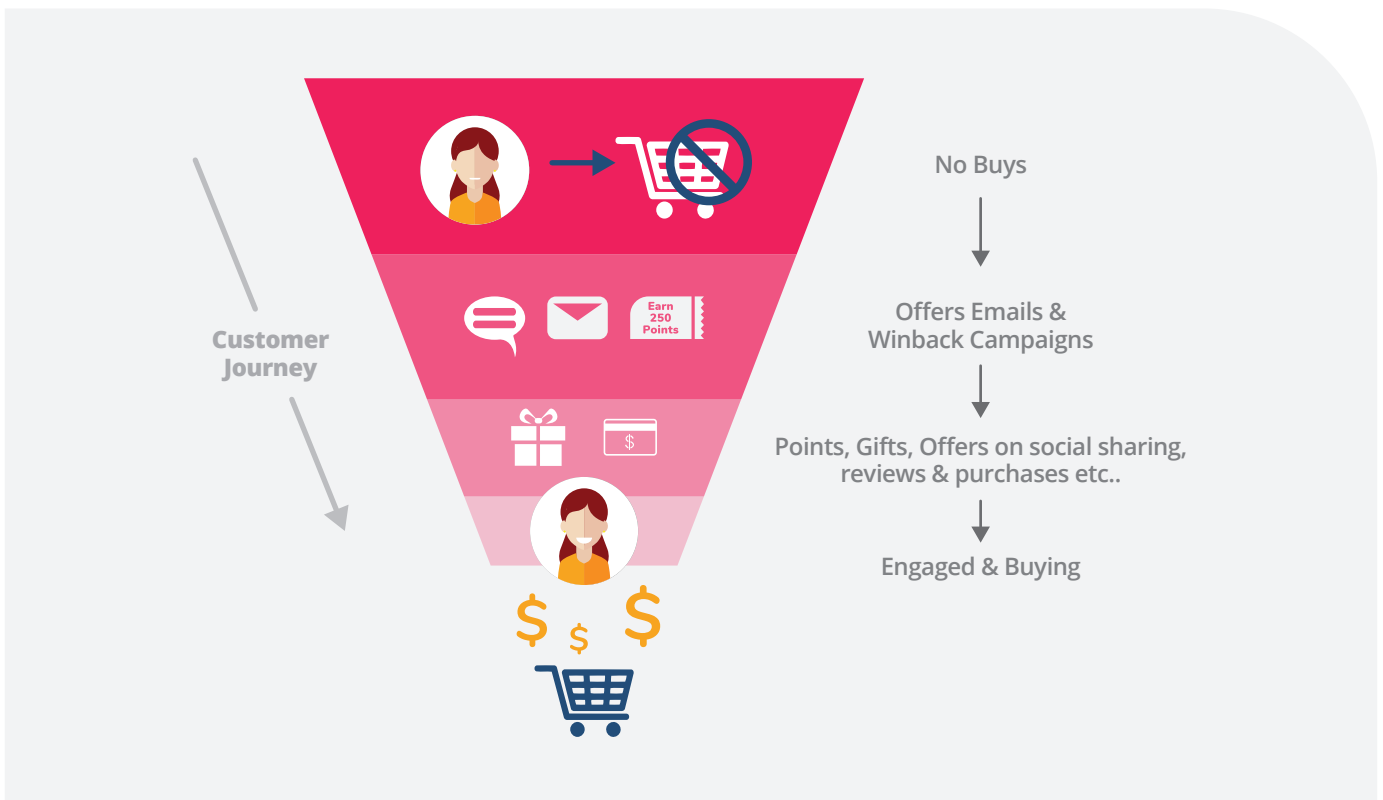 No Buys
Earn
250
Points
Offers Emails &
Winback Campaigns
Customer
Journey
$
Points, Gifts, Offers on social sharing,
reviews & purchases etc..
Engaged & Buying
$ $ $